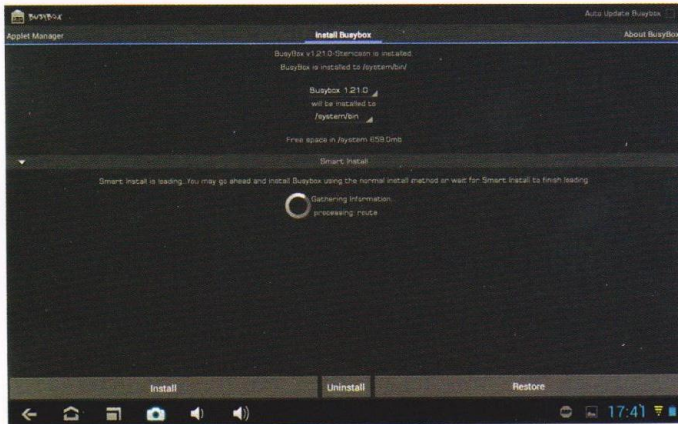 BUSYBOX
Auto Update Busybox
Applet Manager
Install Busybox
About BusyBox
BusyBox v1.21.0-Stericson is installed.
BusyBox is installed to /system/bin/
Busybox 1.21.0
will be installed to
/system/bin
Free space in /system 659.0mb
Smart Install
Smart Install is loading. You may go ahead and install Busybox using the normal install method or wait for Smart Install to finish loading
Gathering Information.
processing: route
Install
Uninstall
Restore
17:41